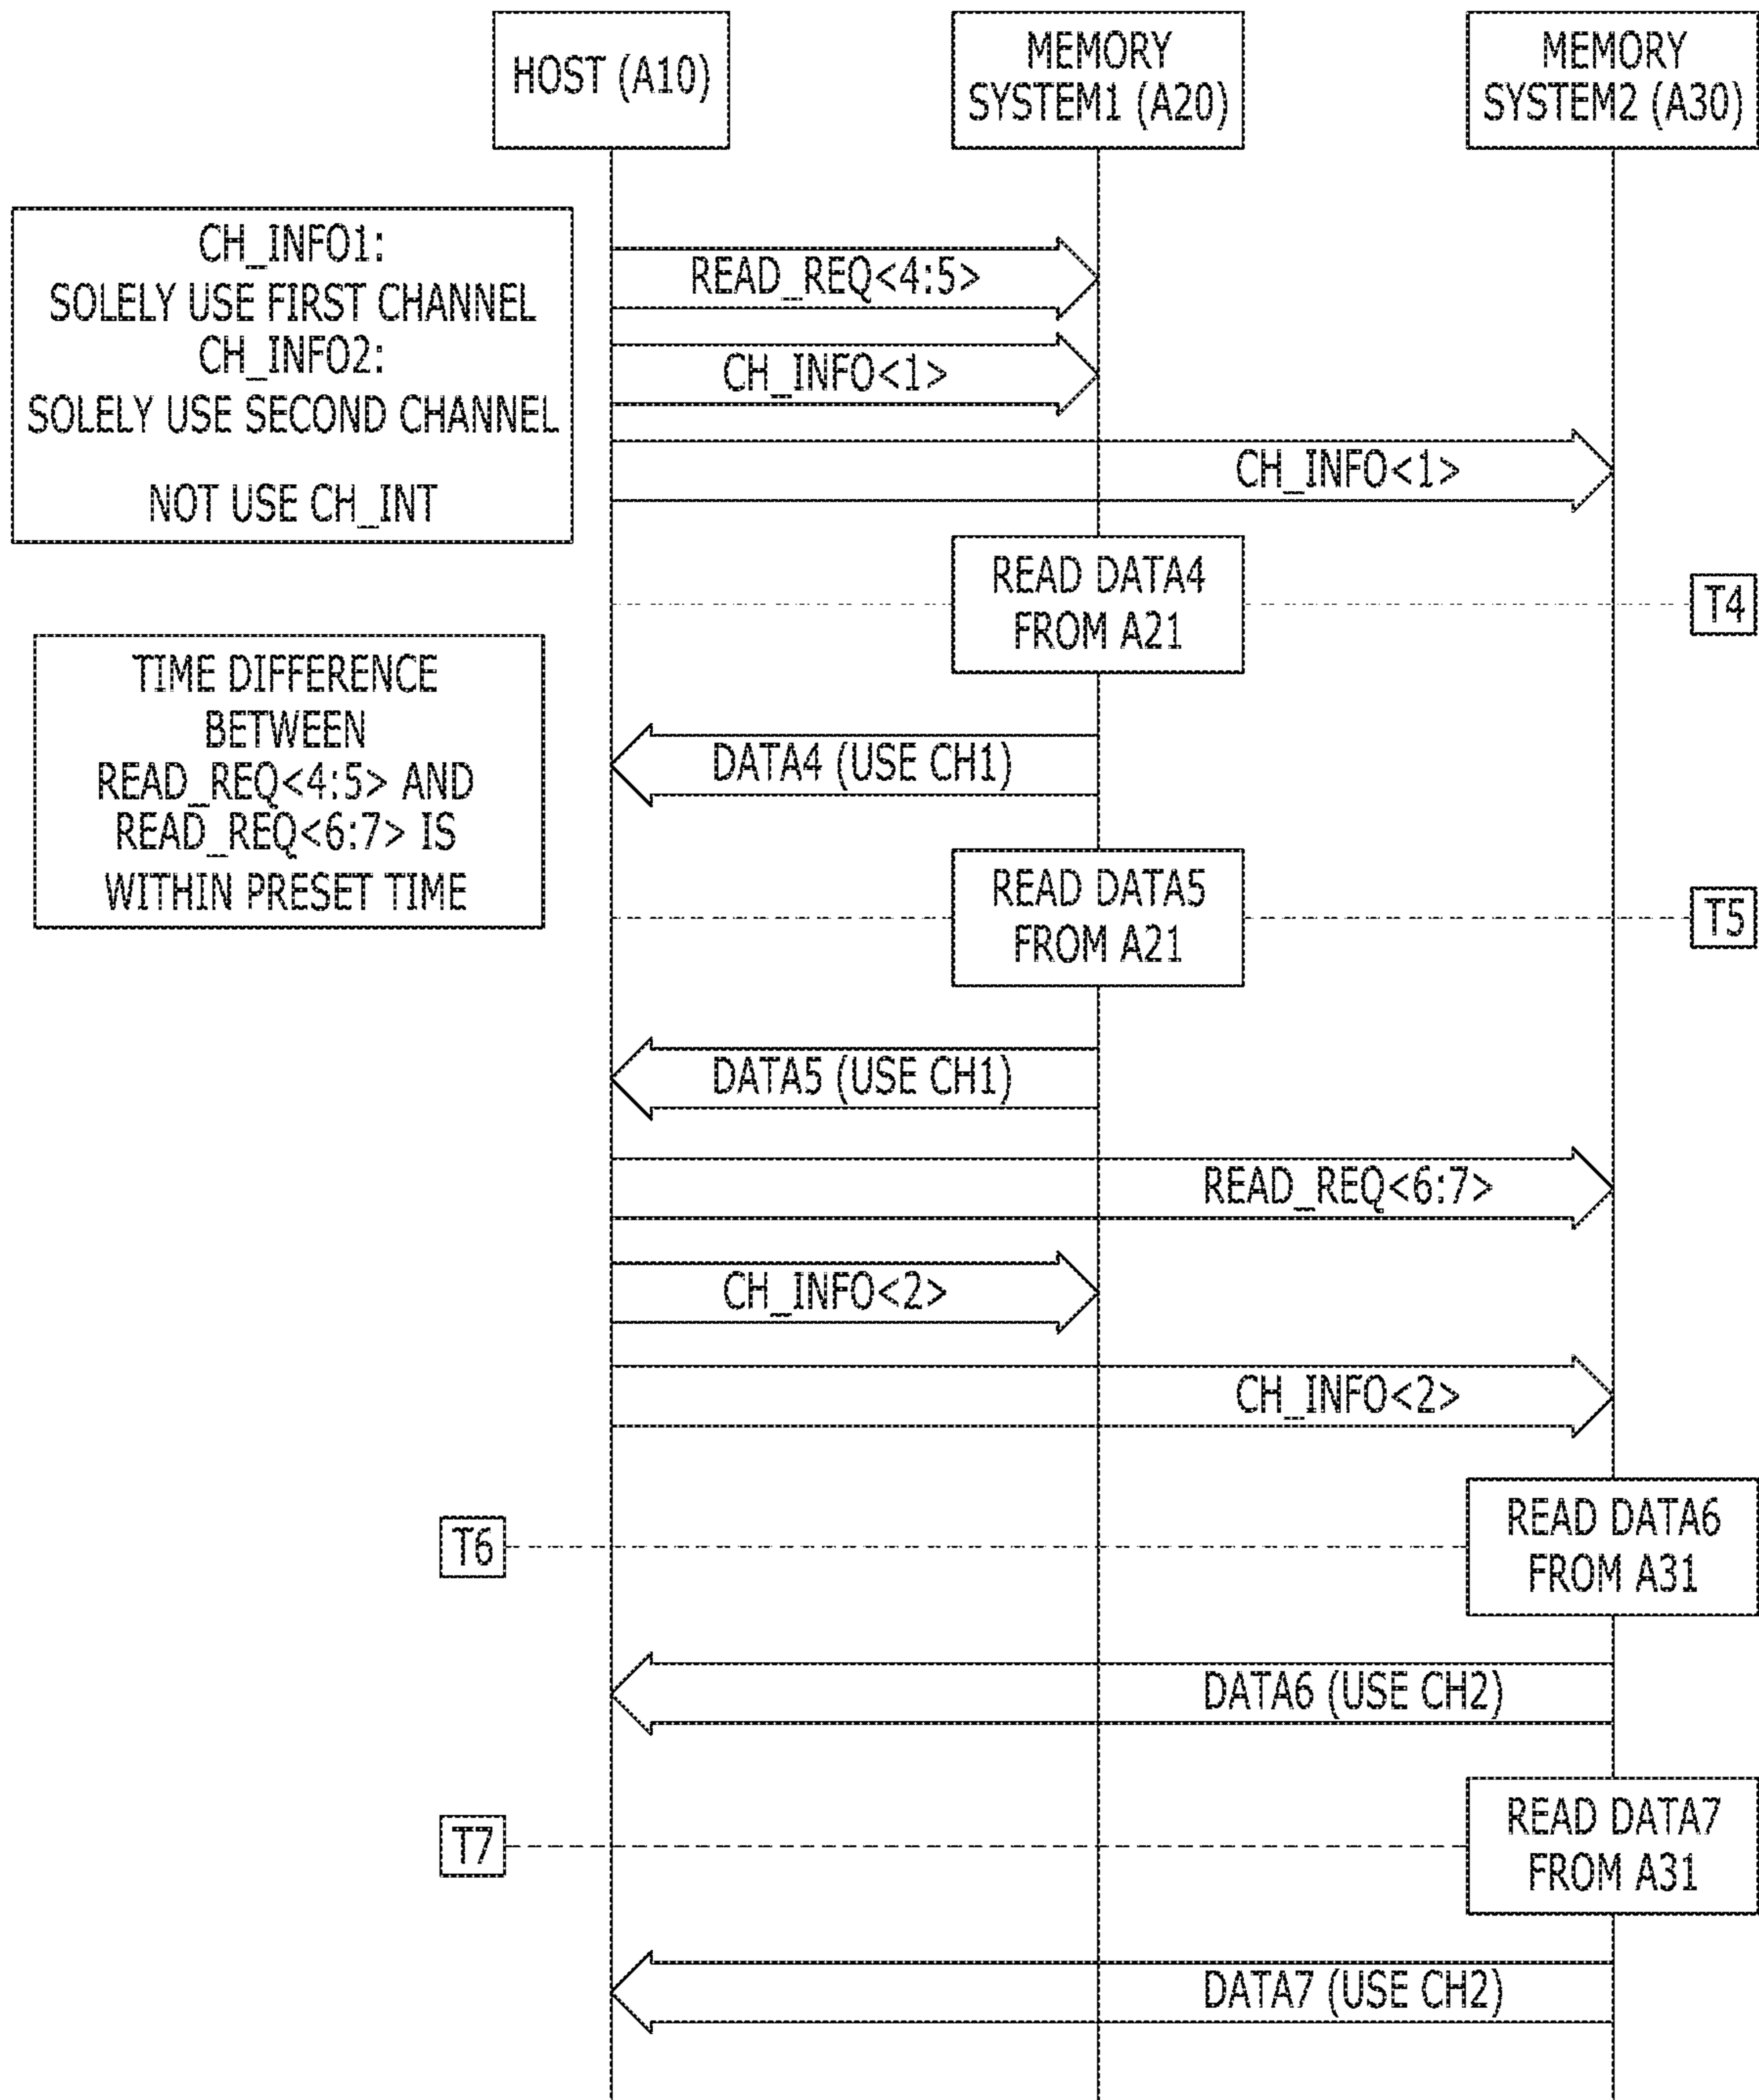 HOST (A10)
MEMORY
SYSTEM1 (A20)
MEMORY
SYSTEM2 (A30)
CH_INFO1:
SOLELY USE FIRST CHANNEL
CH_INFO2:
SOLELY USE SECOND CHANNEL
NOT USE CH_INT
READ_REQ<4:5>
CH_INFO<1>
CH_INFO<1>
READ DATA4
FROM A21
T4
TIME DIFFERENCE
BETWEEN
READ_REQ<4:5> AND
READ_REQ<6:7> IS
WITHIN PRESET TIME
DATA4 (USE CH1)
READ DATA5
FROM A21
T5
DATA5 (USE CH1)
READ_REQ<6:7>
CH_INFO<2>
CH_INFO<2>
T6
READ DATA6
FROM A31
DATA6 (USE CH2)
T7
READ DATA7
FROM A31
DATA7 (USE CH2)